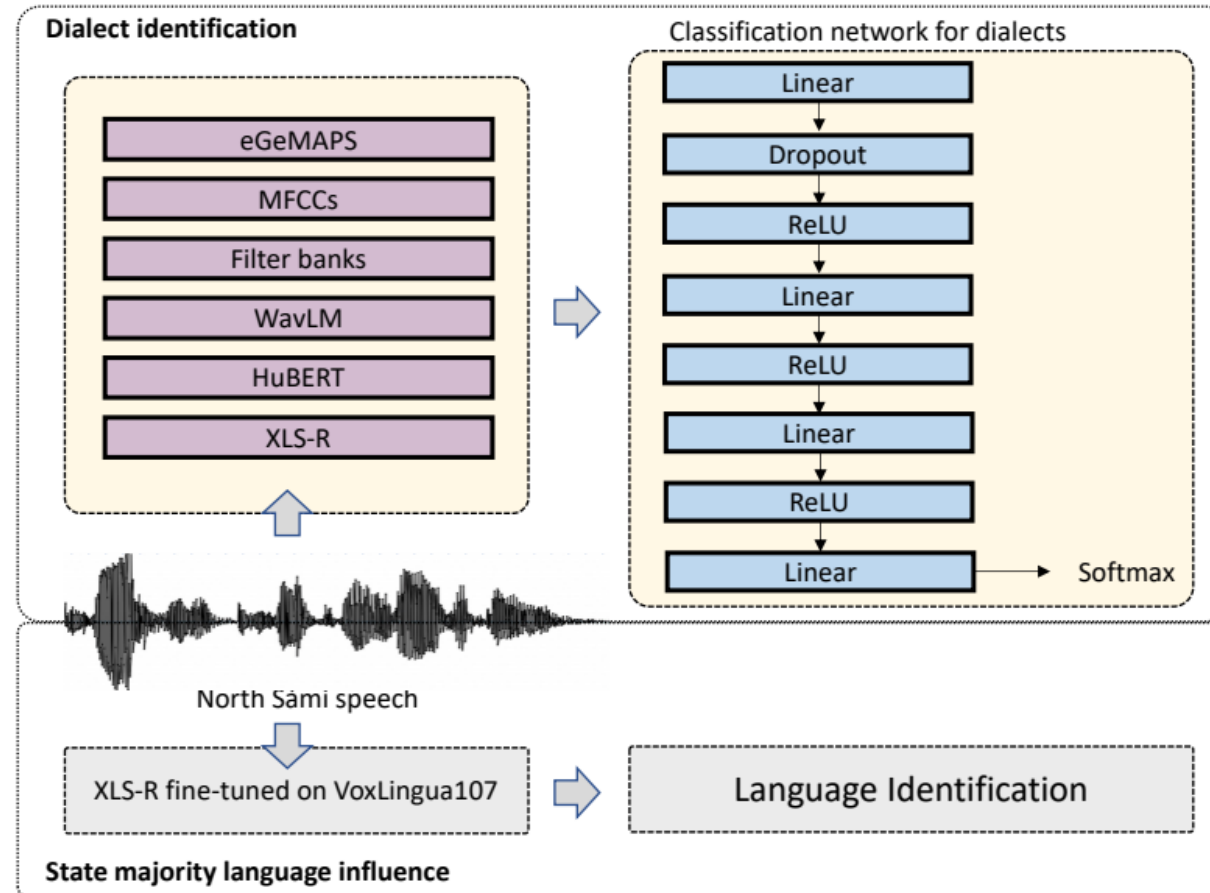 Dialect identification
eGeMAPS
MFCCs
Filter banks
WavLM
HuBERT
XLS-R
Classification network for dialects
Linear
Dropout
ReLU
Linear
ReLU
Linear
ReLU
Linear
Softmax
North Sámi speech
XLS-R fine-tuned on VoxLingua107
Language Identification
State majority language influence